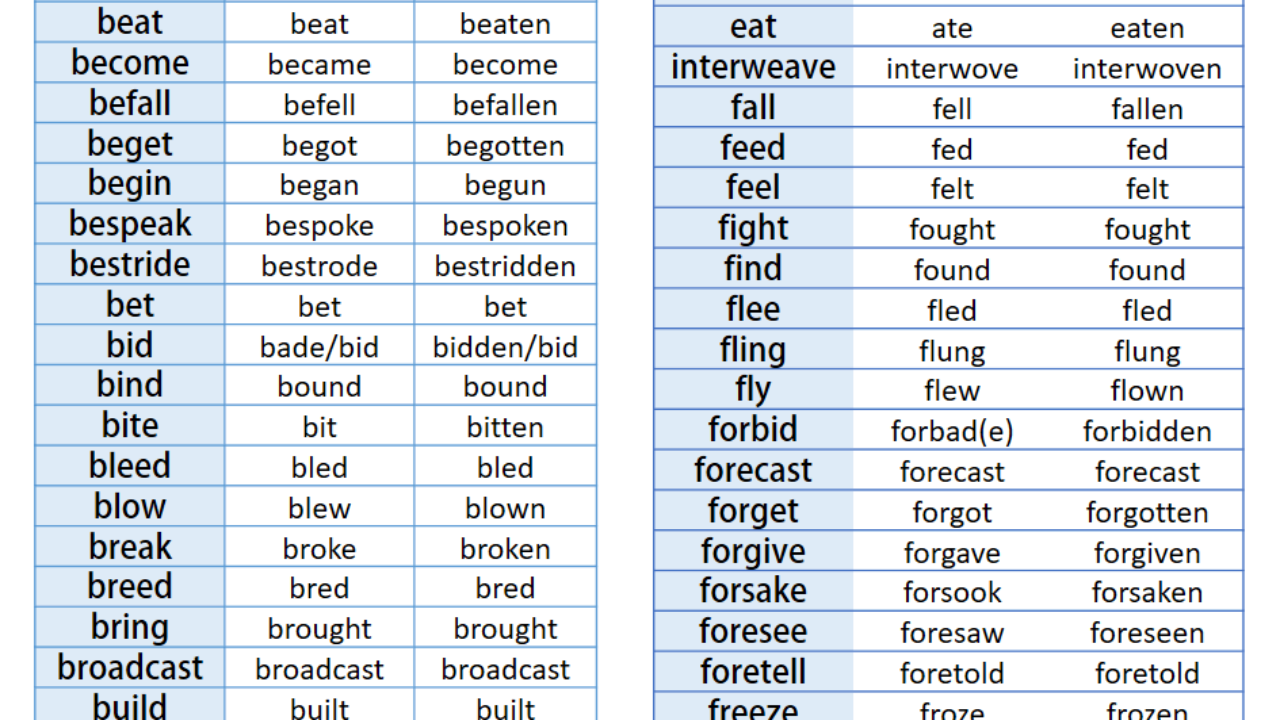 beat beat beaten
become became become
befall befell befallen
beget begot begotten
begin began begun
bespeak bespoke bespoken
bestride bestrode bestridden
bet bet bet
bid bade/bid bidden/bid
bind bound bound
bite bit bitten
bleed bled bled
blow blew blown
break broke broken
breed bred bred
bring brought brought
broadcast broadcast broadcast
build built built
eat ate eaten
interweave interwove interwoven
fall fell fallen
feed fed fed
feel felt felt
fight fought fought
find found found
flee fled fled
fling flung flung
fly flew flown
forbid forbad(e) forbidden
forecast forecast forecast
forget forgot forgotten
forgive forgave forgiven
forsake forsook forsaken
foresee foresaw foreseen
foretell foretold foretold
freeze froze frozen